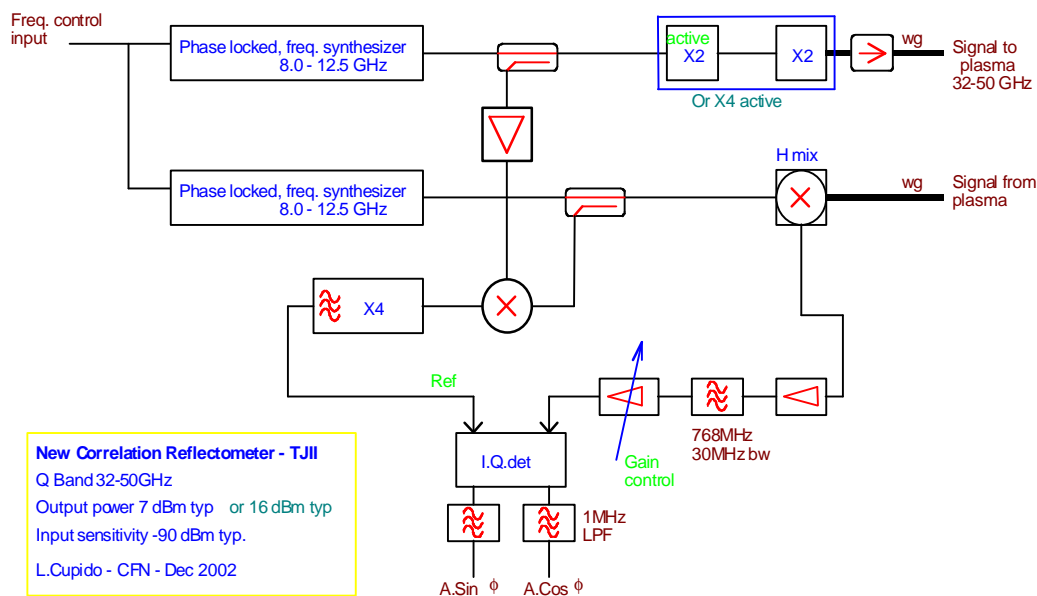 Freq. control
input
Phase locked, freq. synthesizer
8.0 - 12.5 GHz
active
X2
X2
Or X4 active
wg
Signal to
plasma
32-50 GHz
Phase locked, freq. synthesizer
8.0 - 12.5 GHz
H mix
wg
Signal from
plasma
X4
Ref
768MHz
30MHz bw
Gain
control
I.Q.det
1MHz
LPF
A.Sin ϕ
A.Cos ϕ
New Correlation Reflectometer - TJII
Q Band 32-50GHz
Output power 7 dBm typ or 16 dBm typ
Input sensitivity -90 dBm typ.
L.Cupido - CFN - Dec 2002